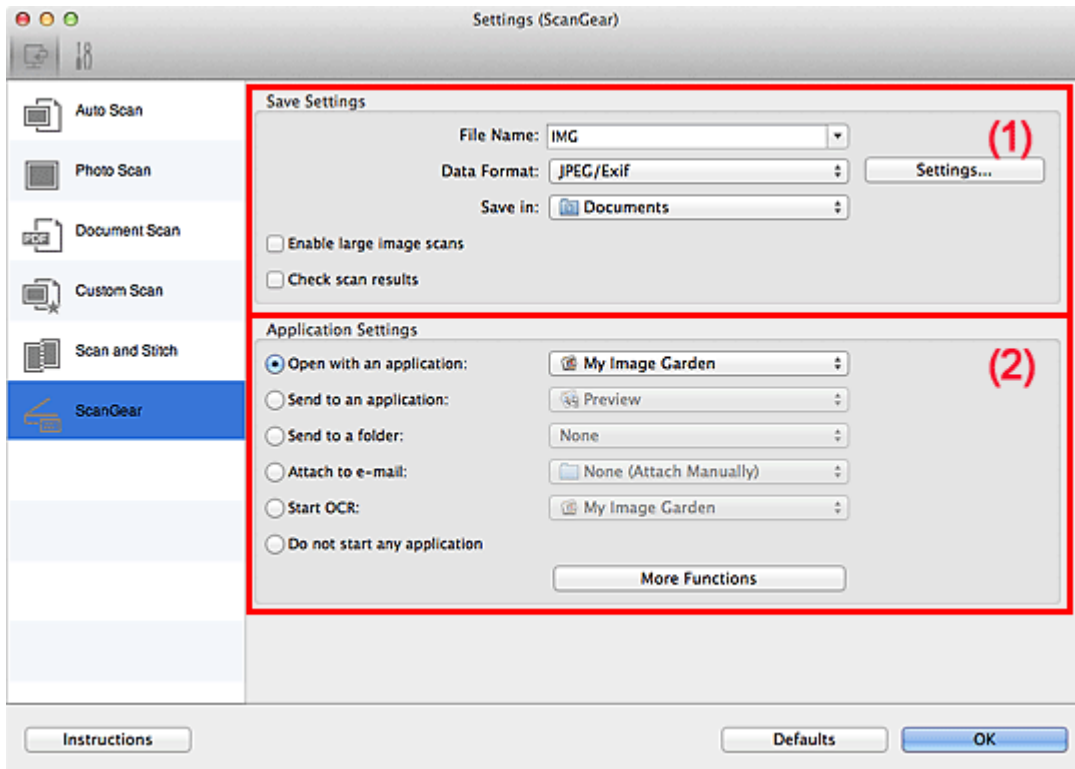 Settings (ScanGear)
Auto Scan
Photo Scan
PDF
Document Scan
Custom Scan
Scan and Stitch
ScanGear
Save Settings
(1)
File Name: IMG
Data Format: JPEG/Exif Settings...
Save in: Documents
Enable large image scans
Check scan results
Application Settings
(2)
Open with an application: My Image Garden
Send to an application: Preview
Send to a folder: None
Attach to e-mail: None (Attach Manually)
Start OCR: My Image Garden
Do not start any application
More Functions
Instructions Defaults OK